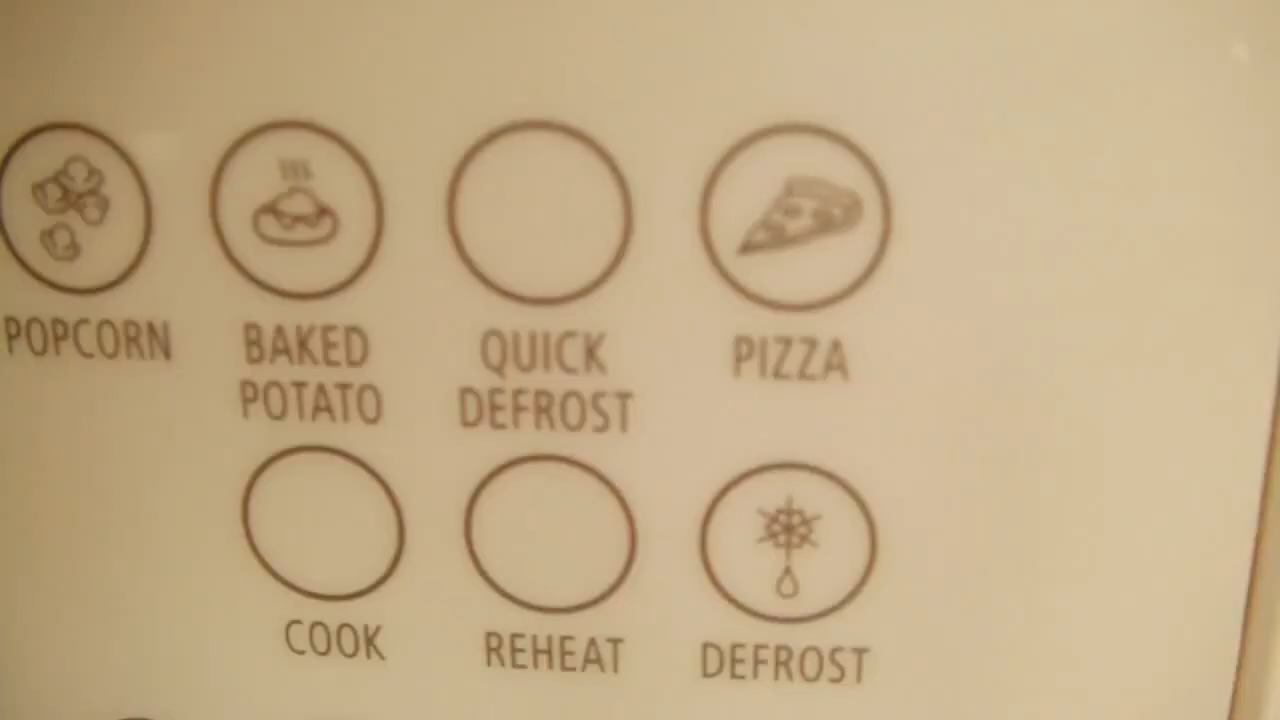 POPCORN
BAKED
POTATO
QUICK
DEFROST
PIZZA
COOK
REHEAT
DEFROST